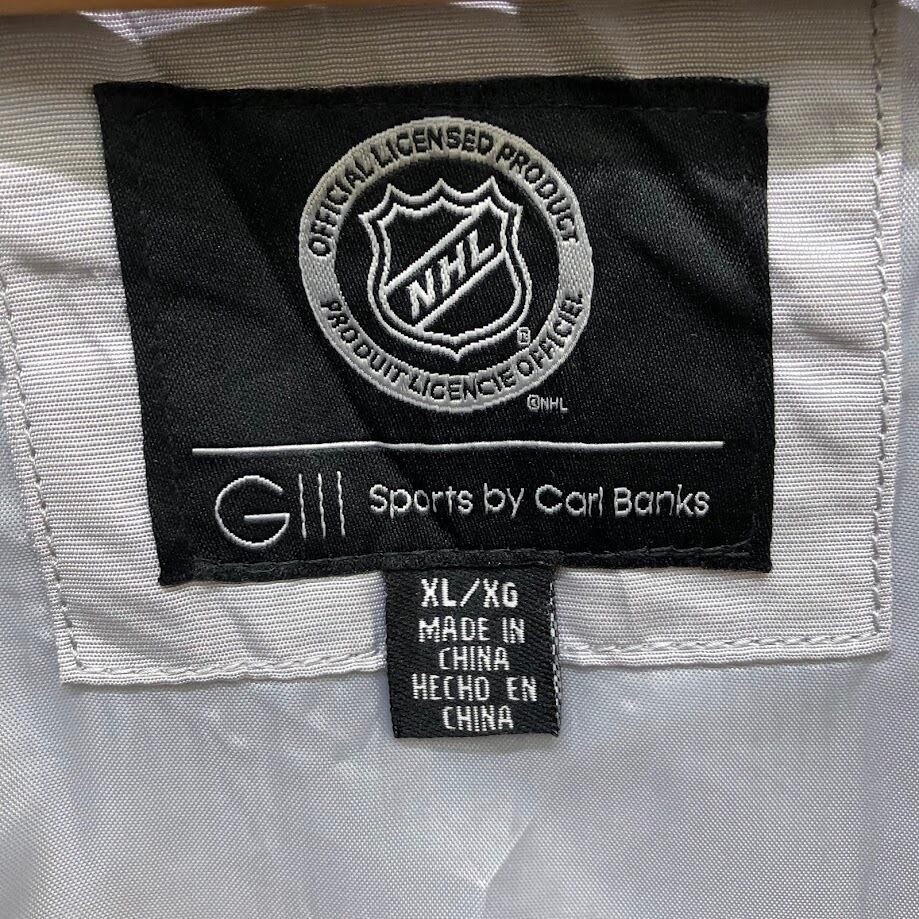 OFFICIAL LICENSED PRODUCT
NHL
PRODUIT LICENCIE OFFICIEL
©NHL
GIII Sports by Carl Banks
XL/XG
MADE IN
CHINA
HECHO EN
CHINA